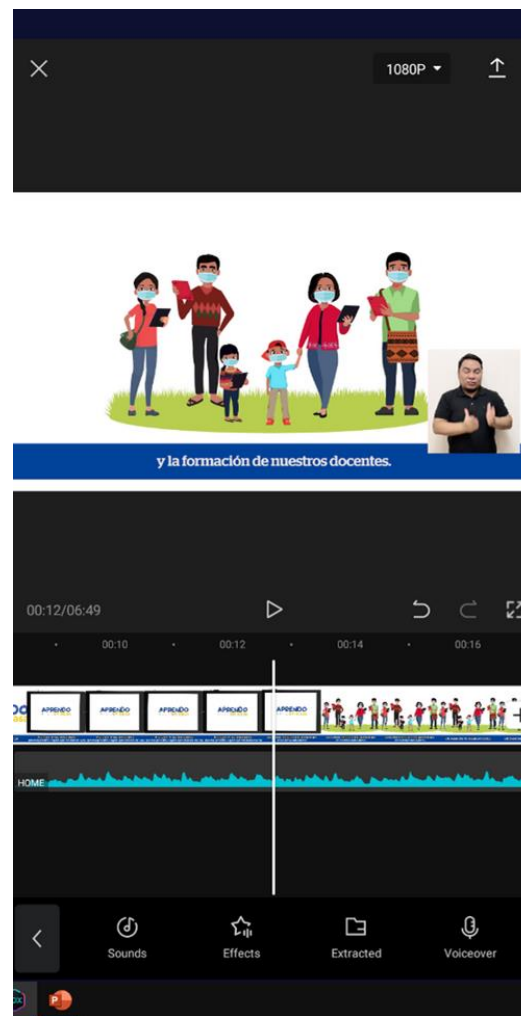 1080P
y la formación de nuestros docentes.
00:12/06:49
00:10 00:12 00:14 00:16
APRENDO APRENDO APRENDO APRENDO APRENDO
HOME
Sounds Effects Extracted Voiceover
P